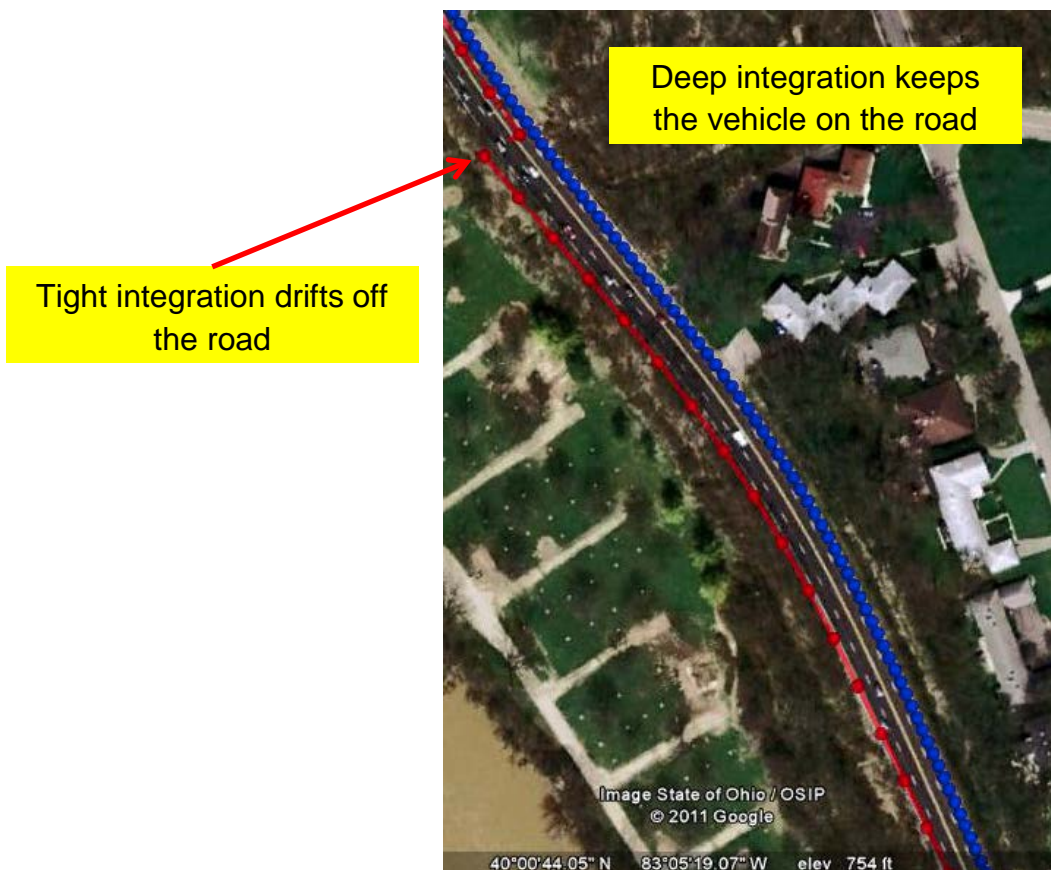 Deep integration keeps
the vehicle on the road
Tight integration drifts off
the road
Image State of Ohio / OSIP
© 2011 Google
40°00'44.05" N 83°05'19.07" W elev 754 ft